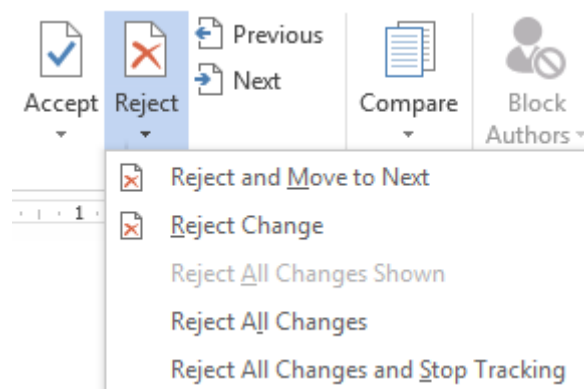 Previous
Next
Accept
Reject
Compare
Block
Authors
1
Reject and Move to Next
Reject Change
Reject All Changes Shown
Reject All Changes
Reject All Changes and Stop Tracking